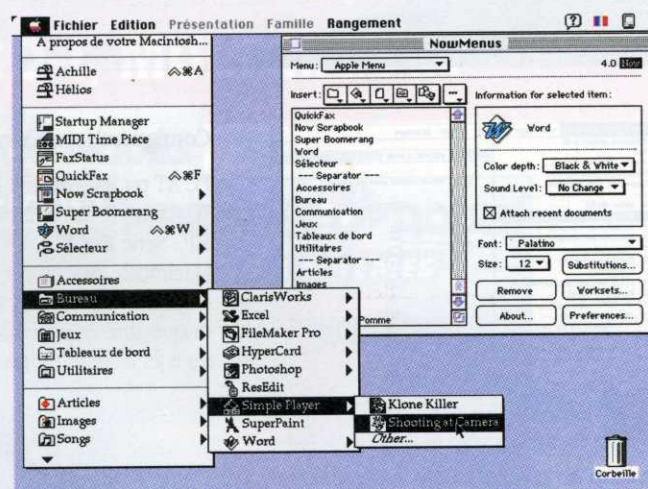 Fichier Edition Présentation Famille Rangement
A propos de votre Macintosh...
Achille ⌘A
Hélios
Startup Manager
MIDI Time Piece
FaxStatus
QuickFax ⌘F
Now Scrapbook
Super Boomerang
Word ⌘W
Sélecteur
Accessoires
Bureau
Communication
Jeux
Tableaux de bord
Utilitaires
Articles
Images
Songs
ClarisWorks
Excel
FileMaker Pro
HyperCard
Photoshop
ResEdit
Simple Player
SuperPaint
Word
Klone Killer
Shooting at Camera
Other...
NowMenus
Menu: Apple Menu
4.0 Now
Insert:
QuickFax
Now Scrapbook
Super Boomerang
Word
Sélecteur
--- Separator ---
Accessoires
Bureau
Communication
Jeux
Tableaux de bord
Utilitaires
--- Separator ---
Articles
Images
Pomme
Information for selected item:
Word
Color depth: Black & White
Sound Level: No Change
Attach recent documents
Font: Palatino
Size: 12 Substitutions...
Remove Worksets...
About... Preferences...
Corbeille